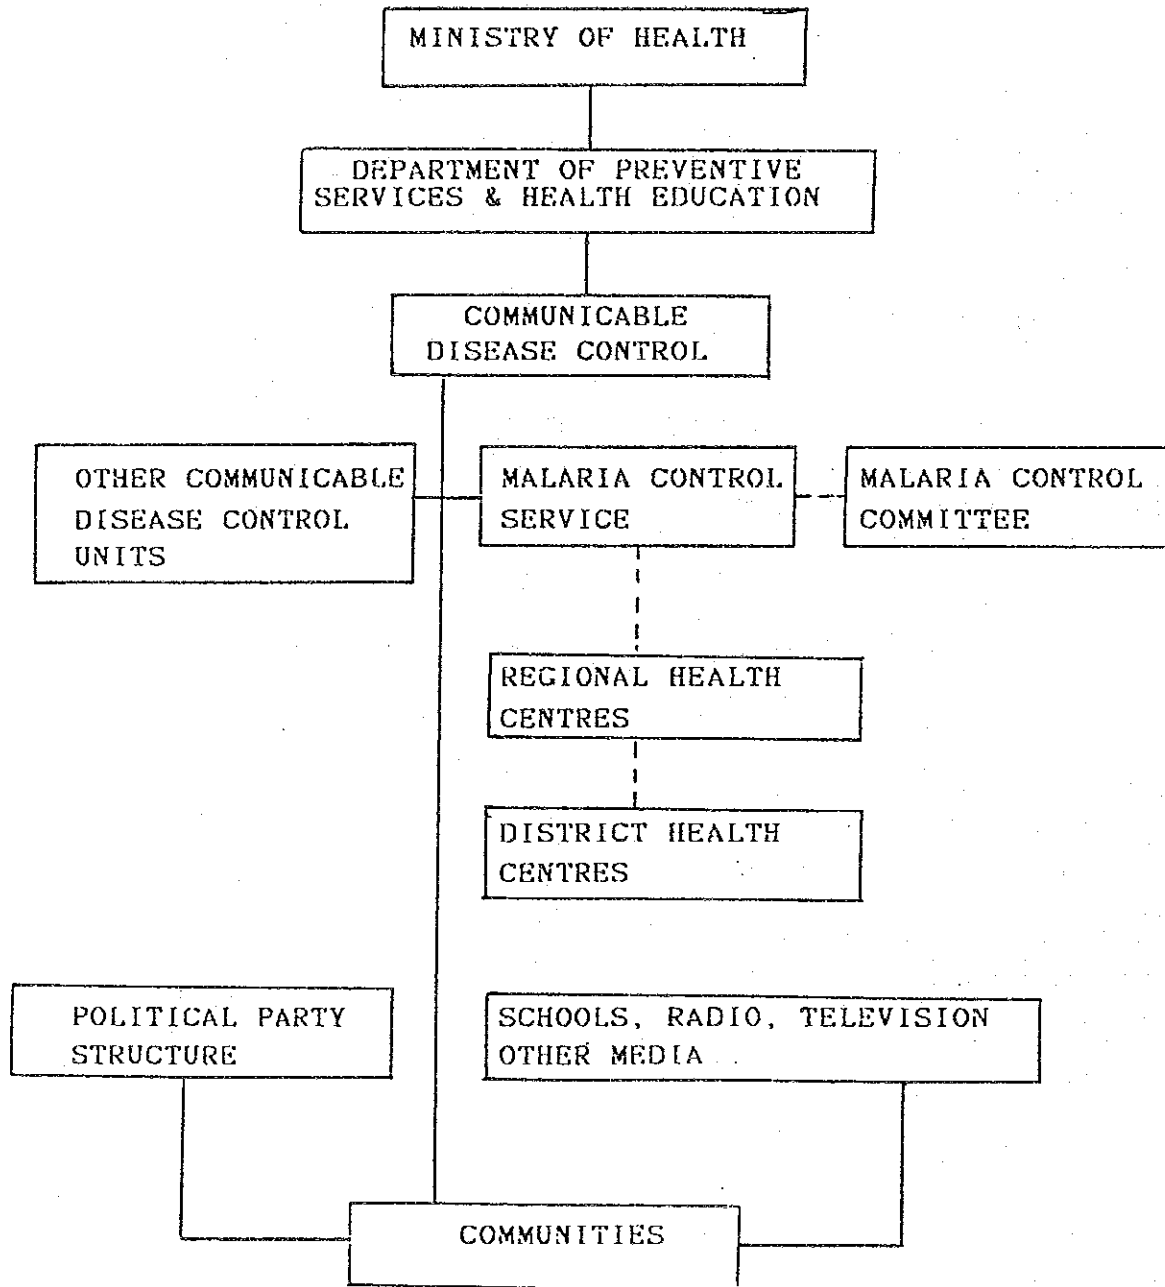 MINISTRY OF HEALTH
DEPARTMENT OF PREVENTIVE
SERVICES & HEALTH EDUCATION
COMMUNICABLE
DISEASE CONTROL
OTHER COMMUNICABLE
DISEASE CONTROL
UNITS
MALARIA CONTROL
SERVICE
MALARIA CONTROL
COMMITTEE
REGIONAL HEALTH
CENTRES
DISTRICT HEALTH
CENTRES
POLITICAL PARTY
STRUCTURE
SCHOOLS, RADIO, TELEVISION
OTHER MEDIA
COMMUNITIES